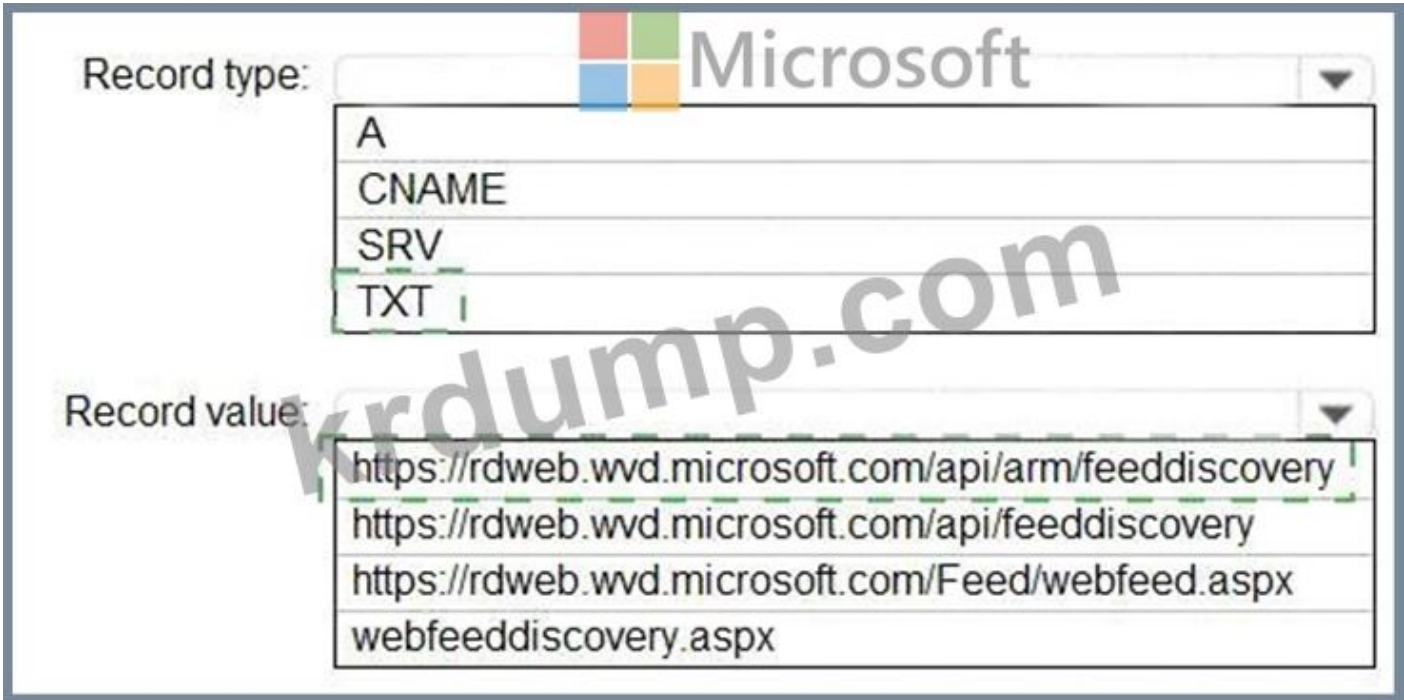 Microsoft
Record type:
A
CNAME
SRV
TXT
krdump.com
Record value:
https://rdweb.wvd.microsoft.com/api/arm/feeddiscovery
https://rdweb.wvd.microsoft.com/api/feeddiscovery
https://rdweb.wvd.microsoft.com/Feed/webfeed.aspx
webfeeddiscovery.aspx